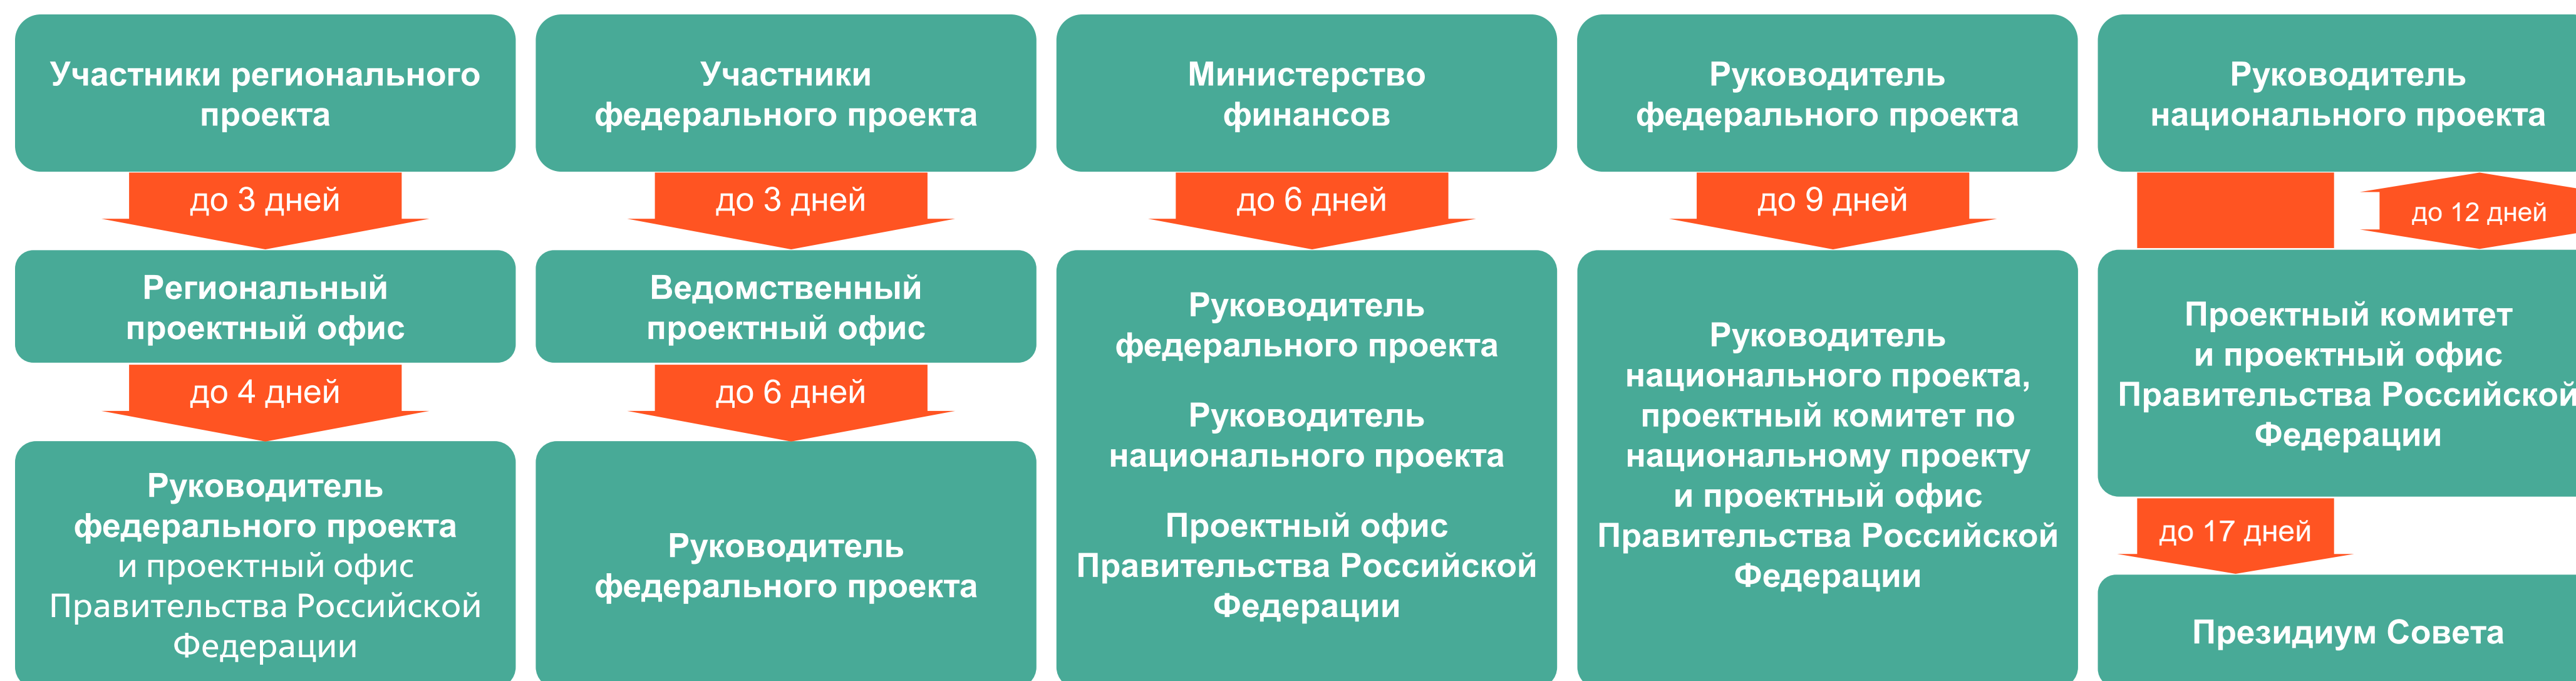 Участники регионального
проекта
до 3 дней
Региональный
проектный офис
до 4 дней
Руководитель
федерального проекта
и проектный офис
Правительства Российской
Федерации
Участники
федерального проекта
до 3 дней
Ведомственный
проектный офис
до 6 дней
Руководитель
федерального проекта
Министерство
финансов
до 6 дней
Руководитель
федерального проекта
Руководитель
национального проекта
Проектный офис
Правительства Российской
Федерации
Руководитель
федерального проекта
до 9 дней
Руководитель
национального проекта,
проектный комитет по
национальному проекту
и проектный офис
Правительства Российской
Федерации
Руководитель
национального проекта
до 12 дней
Проектный комитет
и проектный офис
Правительства Российской
Федерации
до 17 дней
Президиум Совета